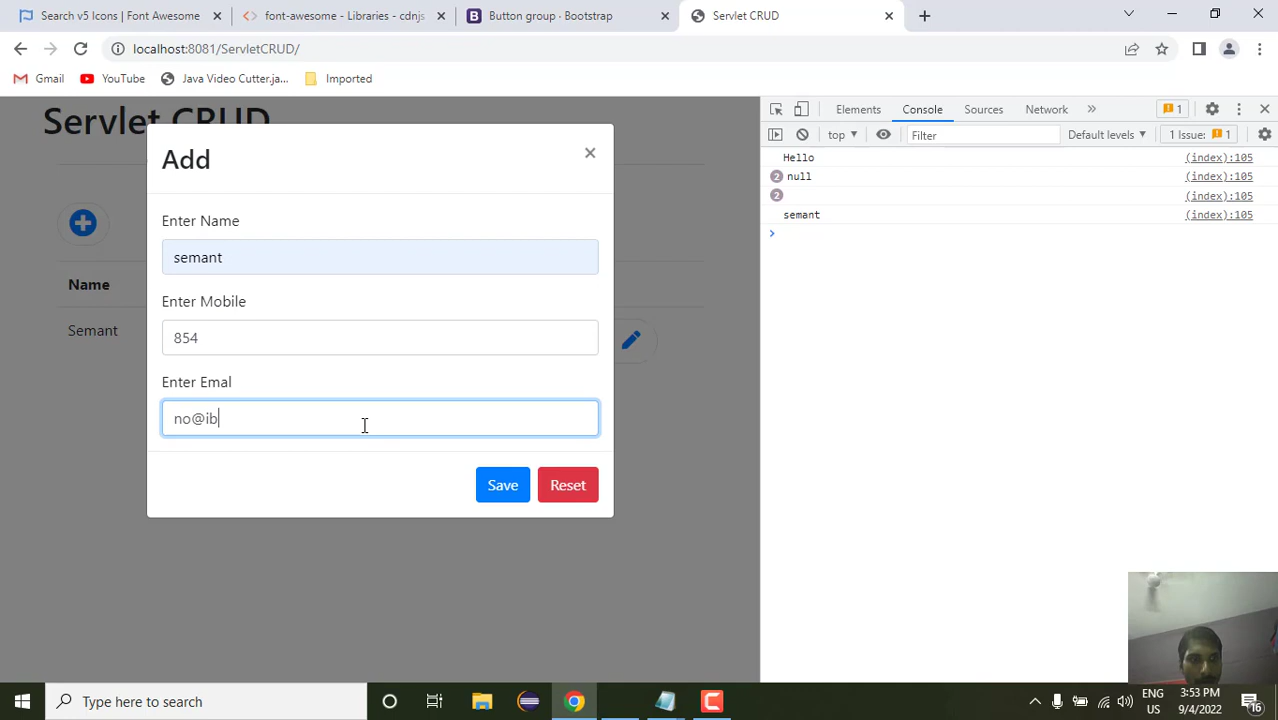 Search v5 Icons | Font Awesome
font-awesome - Libraries - cdnjs
Button group · Bootstrap
Servlet CRUD
localhost:8081/ServletCRUD/
Gmail
YouTube
Java Video Cutter.ja...
Imported
Servlet CRUD
Add
×
Enter Name
semant
Enter Mobile
854
Enter Emal
no@ib
Save
Reset
Name
Semant
Elements
Console
Sources
Network
»
1
top
Filter
Default levels
1 Issue:
1
Hello
(index):105
2 null
(index):105
2
(index):105
semant
(index):105
Type here to search
ENG
US
3:53 PM
9/4/2022
16